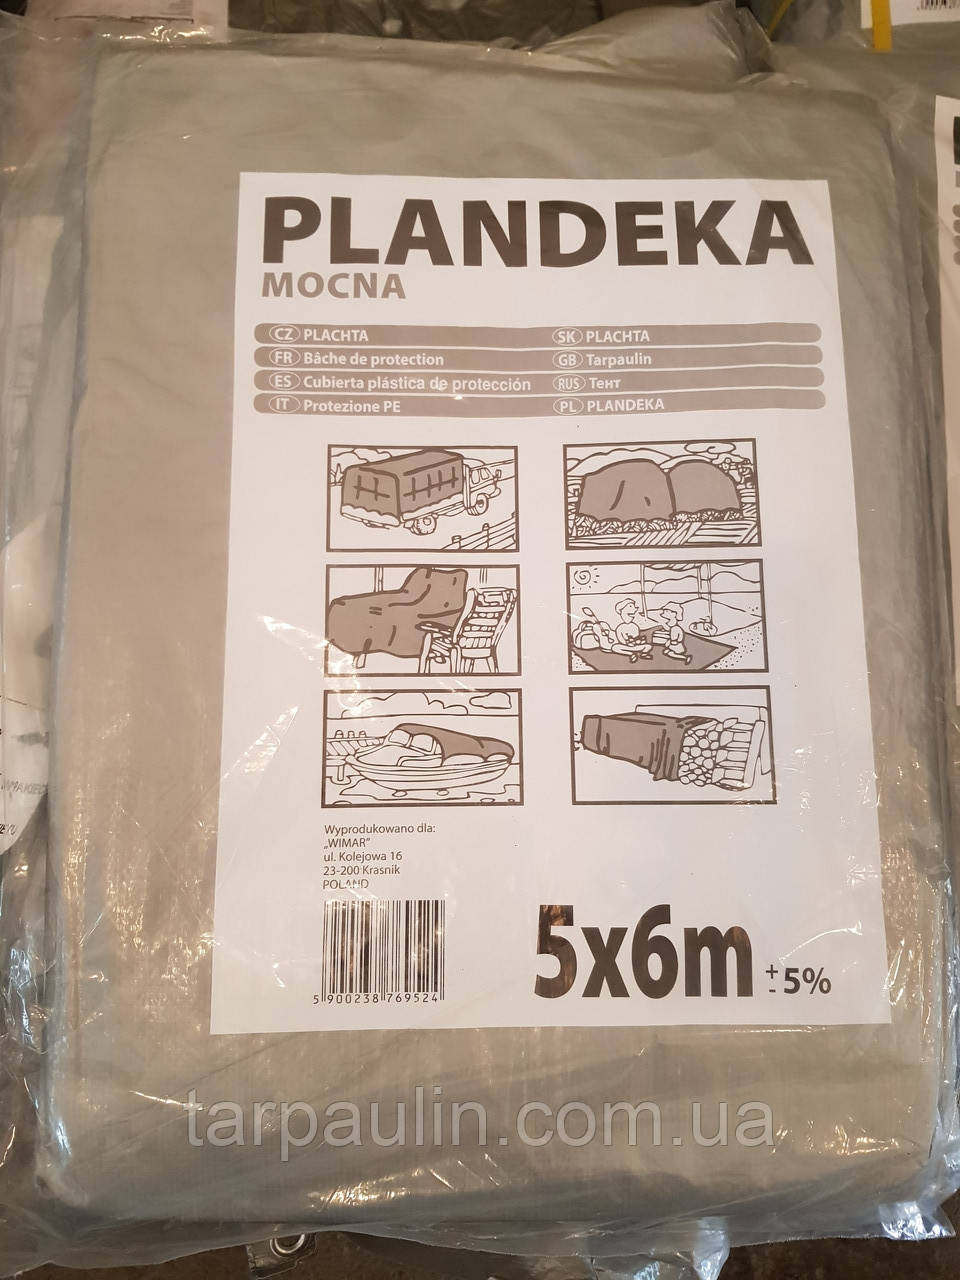 PLANDEKA
MOCNA
CZ PLACHTA
SK PLACHTA
FR Bâche de protection
GB Tarpaulin
ES Cubierta plástica de protección
RUS Тент
IT Protezione PE
PL PLANDEKA
Wyprodukowano dla:
„WIMAR”
ul. Kolejowa 16
23-200 Krasnik
POLAND
5 900238 769524
5x6m + - 5%
tarpaulin.com.ua